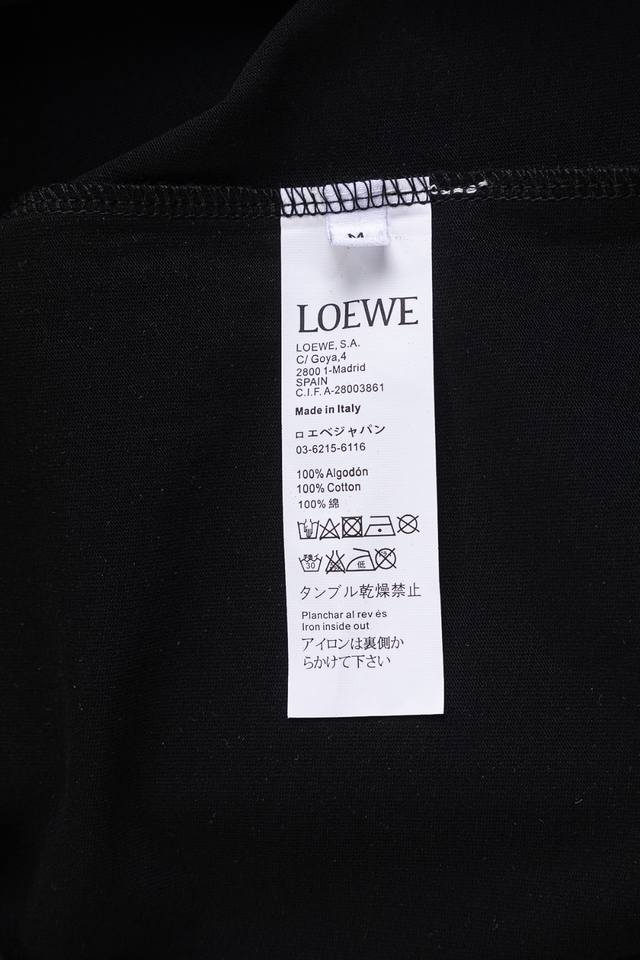 M
LOEWE
LOEWE, S.A.
C/ Goya,4
2800 1-Madrid
SPAIN
C.I.F. A-28003861
Made in Italy
ロエベジャパン
03-6215-6116
100% Algodón
100% Cotton
100% 綿
30
低
タンブル乾燥禁止
Planchar al rev és
Iron inside out
アイロンは裏側か
らかけて下さい